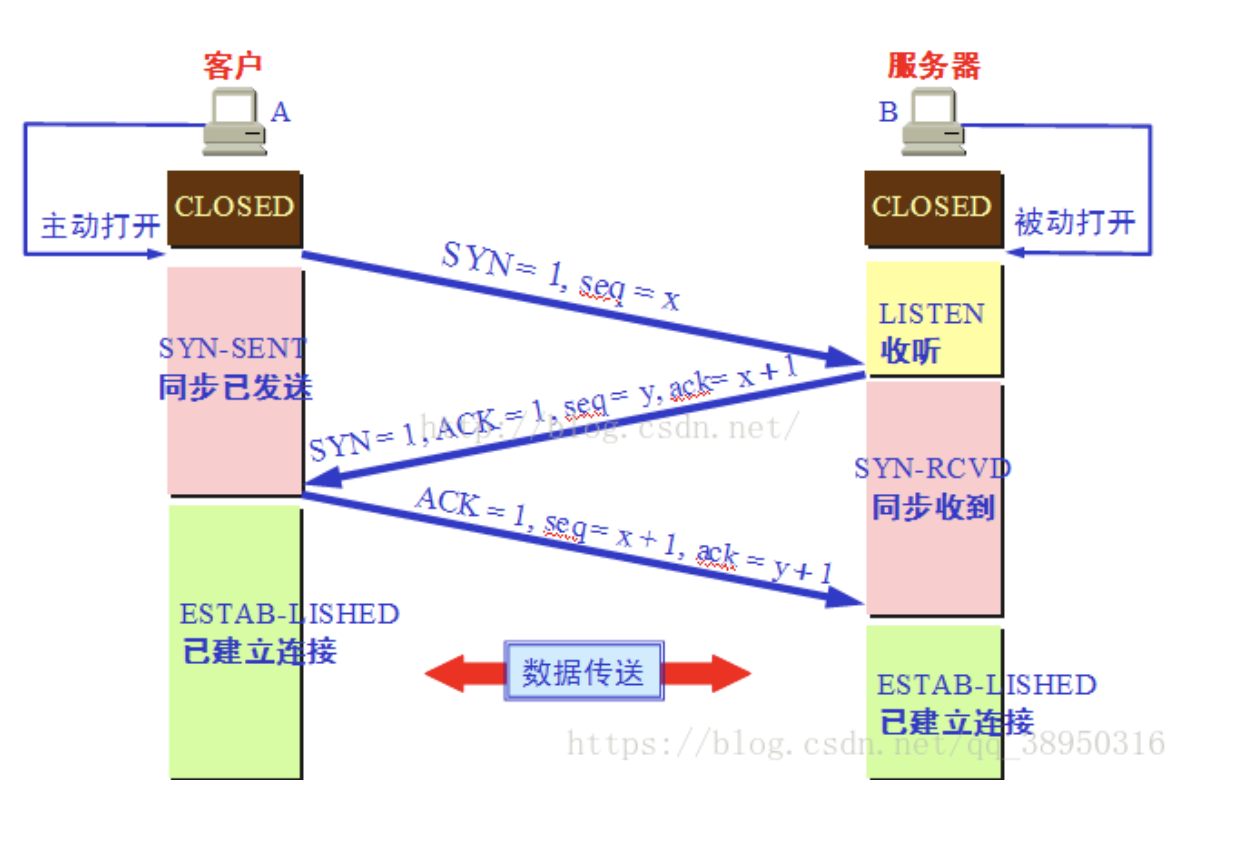 客户
服务器
A
B
CLOSED
CLOSED
主动打开
被动打开
SYN = 1, seq = x
LISTEN
收听
SYN-SENT
同步已发送
SYN = 1, ACK = 1, seq = y, ack= x + 1
http://blog.csdn.net/
SYN-RCVD
同步收到
ACK = 1, seq = x + 1, ack = y + 1
ESTAB-LISHED
已建立连接
数据传送
ESTAB-LISHED
已建立连接
https://blog.csdn.net/qq_38950316